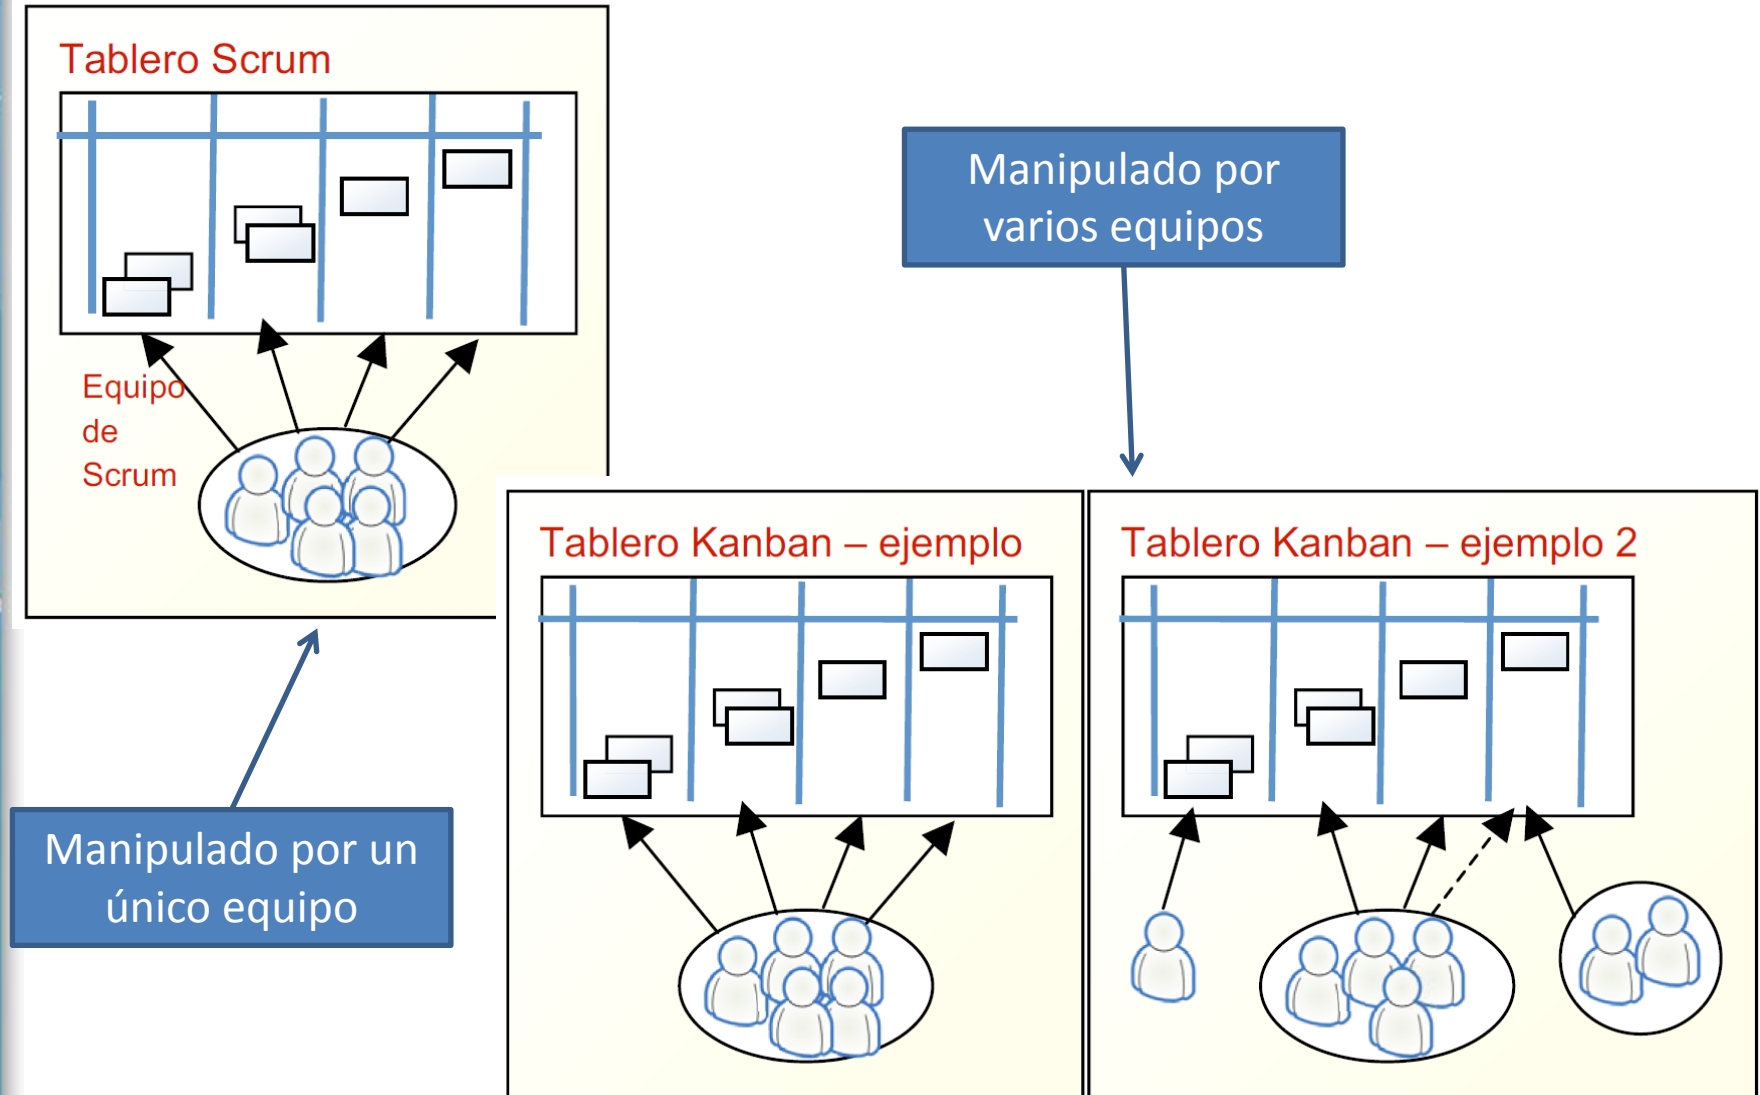 Tablero Scrum
Equipo
de
Scrum
Manipulado por
varios equipos
Manipulado por un
único equipo
Tablero Kanban – ejemplo
Tablero Kanban – ejemplo 2